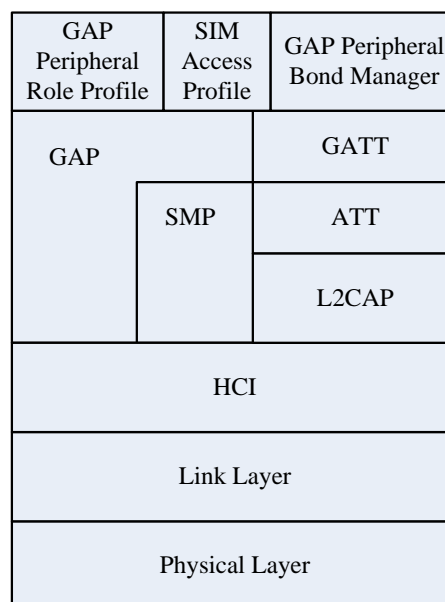 GAP
Peripheral
Role Profile
SIM
Access
Profile
GAP Peripheral
Bond Manager
GAP
GATT
SMP
ATT
L2CAP
HCI
Link Layer
Physical Layer